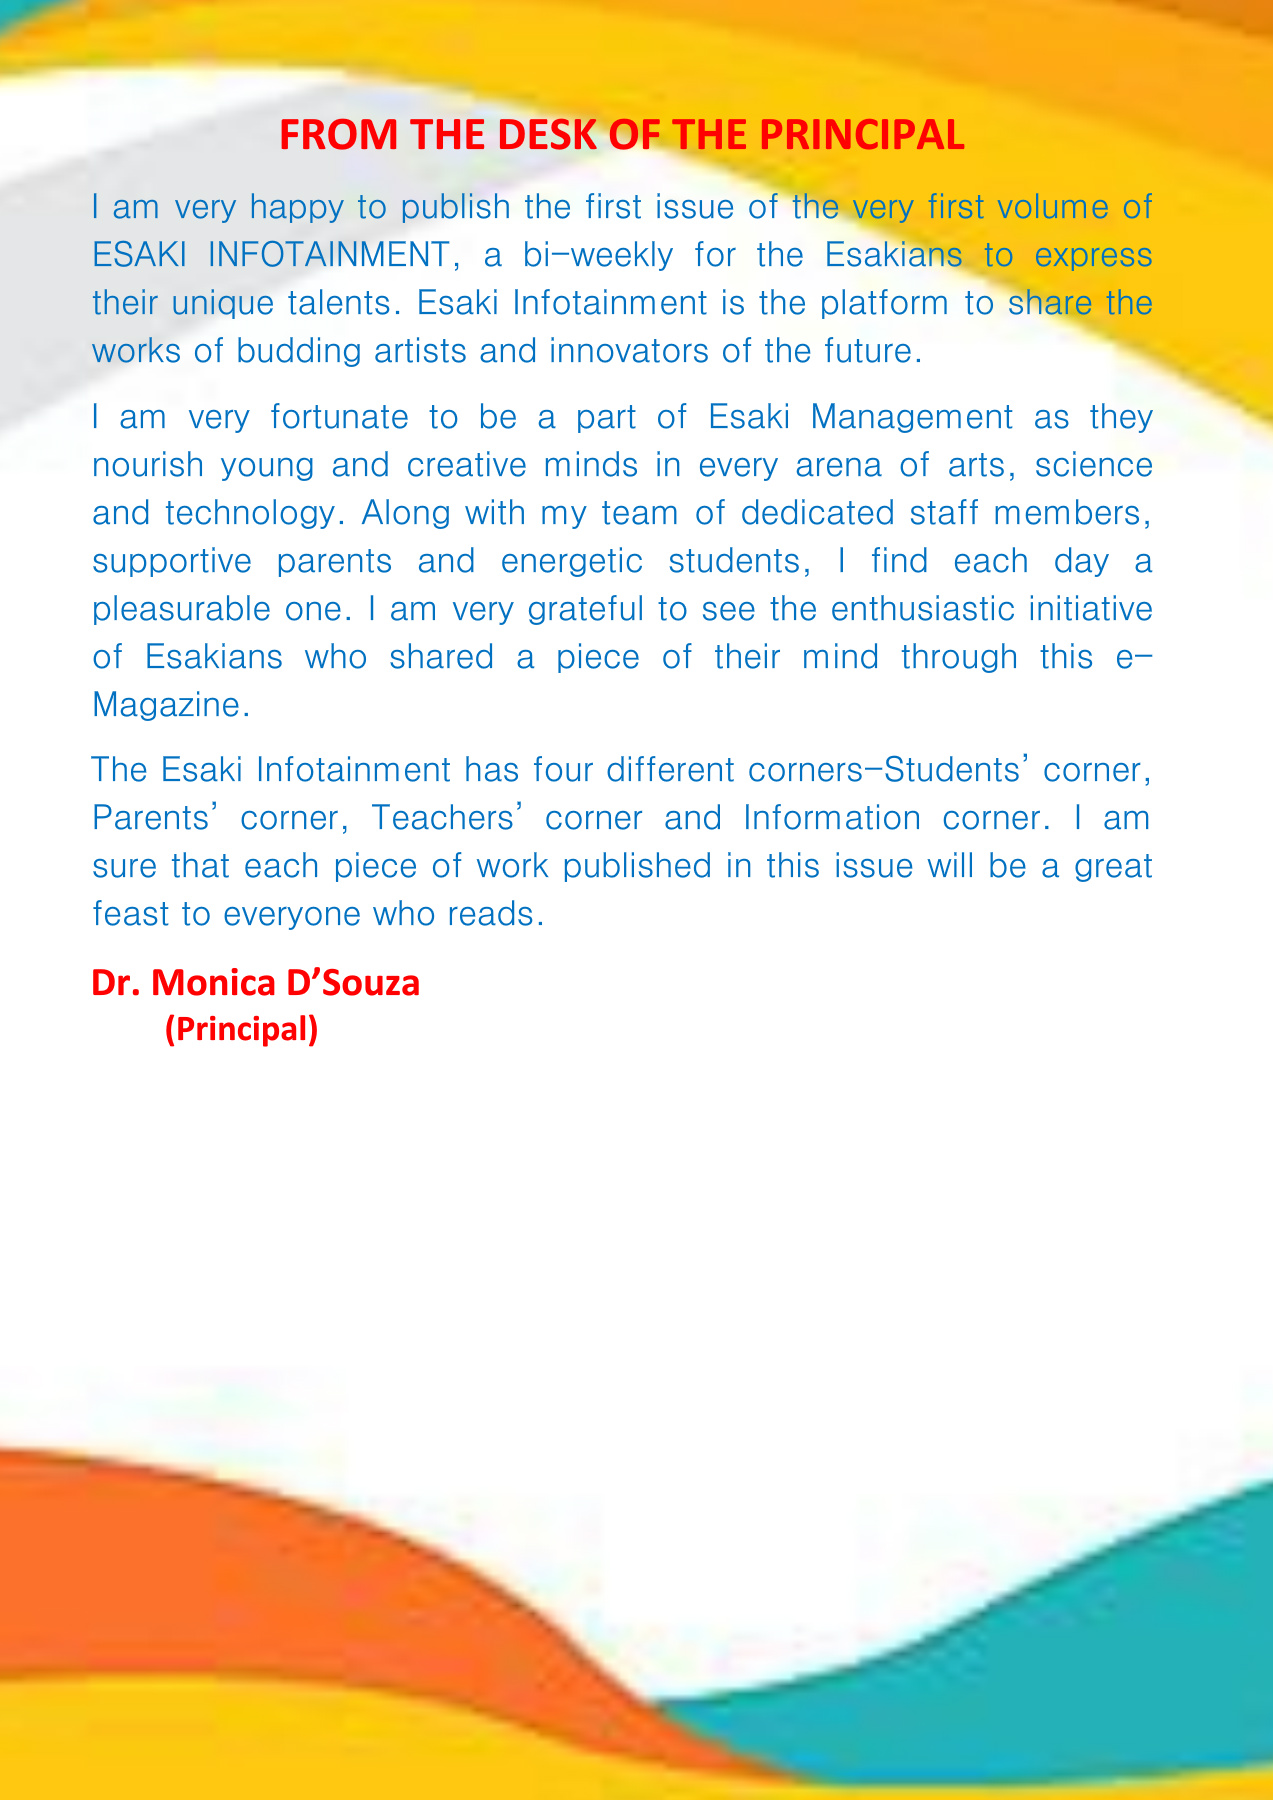 FROM THE DESK OF THE PRINCIPAL
I am very happy to publish the first issue of the very first volume of
ESAKI INFOTAINMENT, a bi-weekly for the Esakians to express
their unique talents. Esaki Infotainment is the platform to share the
works of budding artists and innovators of the future.
I am very fortunate to be a part of Esaki Management as they
nourish young and creative minds in every arena of arts, science
and technology. Along with my team of dedicated staff members,
supportive parents and energetic students, I find each day a
pleasurable one. I am very grateful to see the enthusiastic initiative
of Esakians who shared a piece of their mind through this e-
Magazine.
The Esaki Infotainment has four different corners-Students’ corner,
Parents’ corner, Teachers’ corner and Information corner. I am
sure that each piece of work published in this issue will be a great
feast to everyone who reads.
Dr. Monica D’Souza
(Principal)